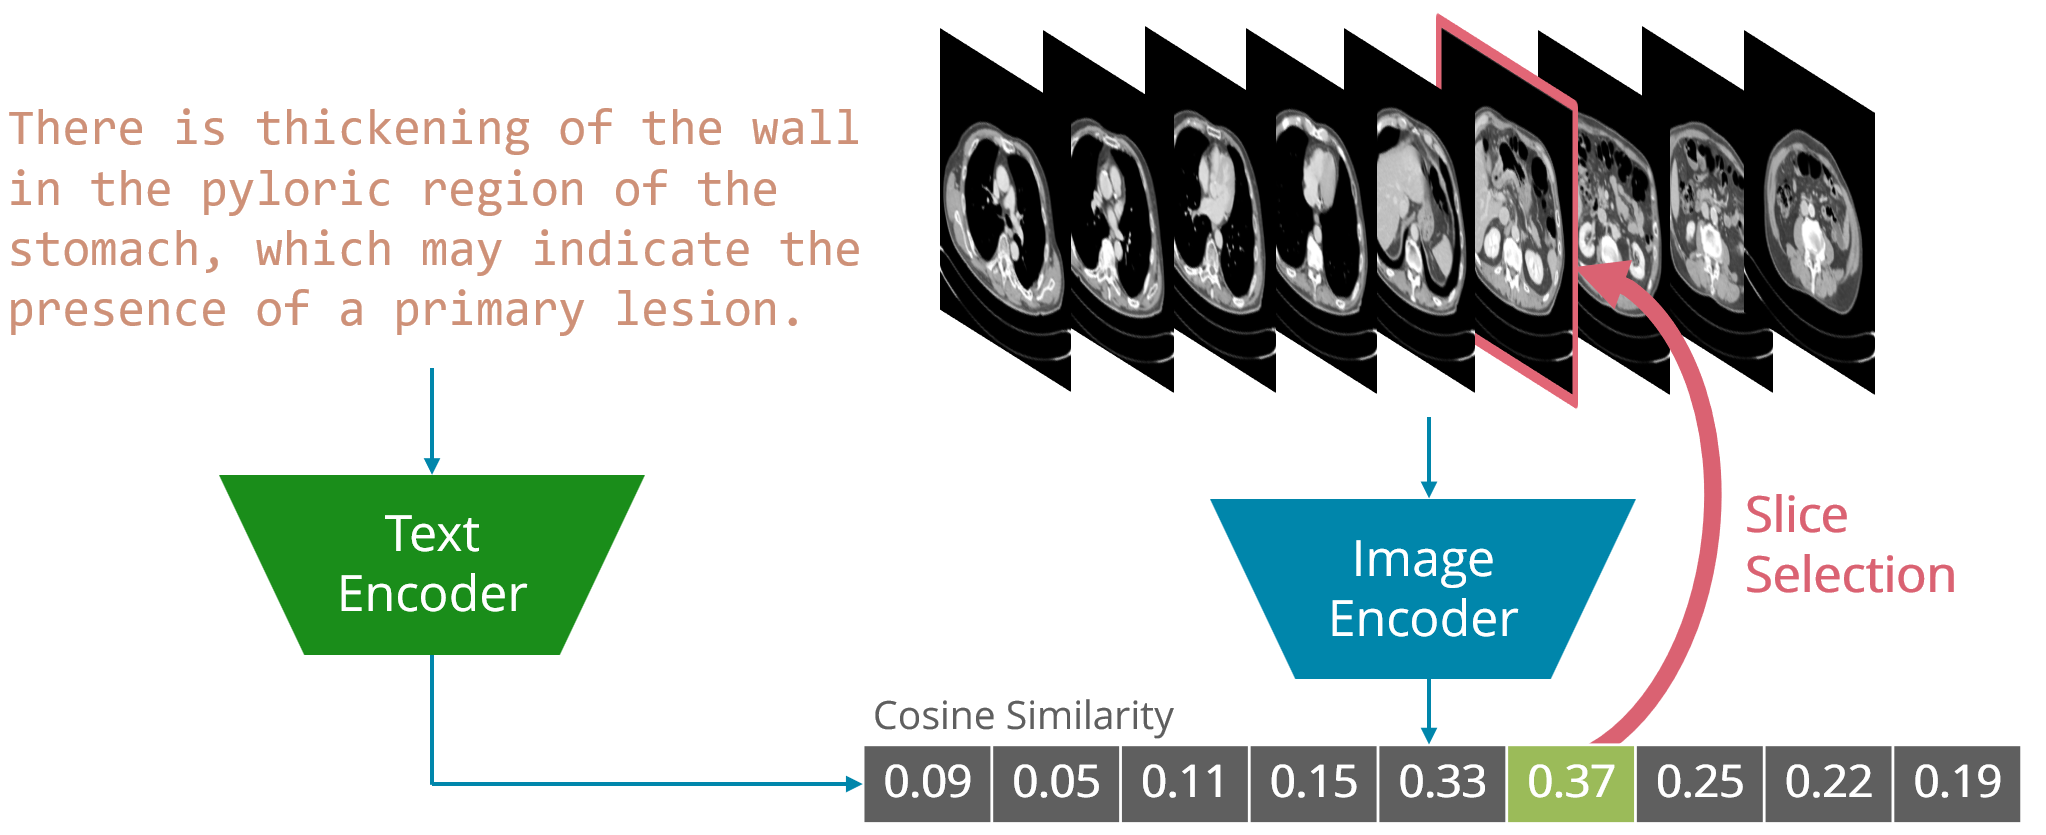 There is thickening of the wall
in the pyloric region of the
stomach, which may indicate the
presence of a primary lesion.
Text
Encoder
Image
Encoder
Slice
Selection
Cosine Similarity
0.09 0.05 0.11 0.15 0.33 0.37 0.25 0.22 0.19